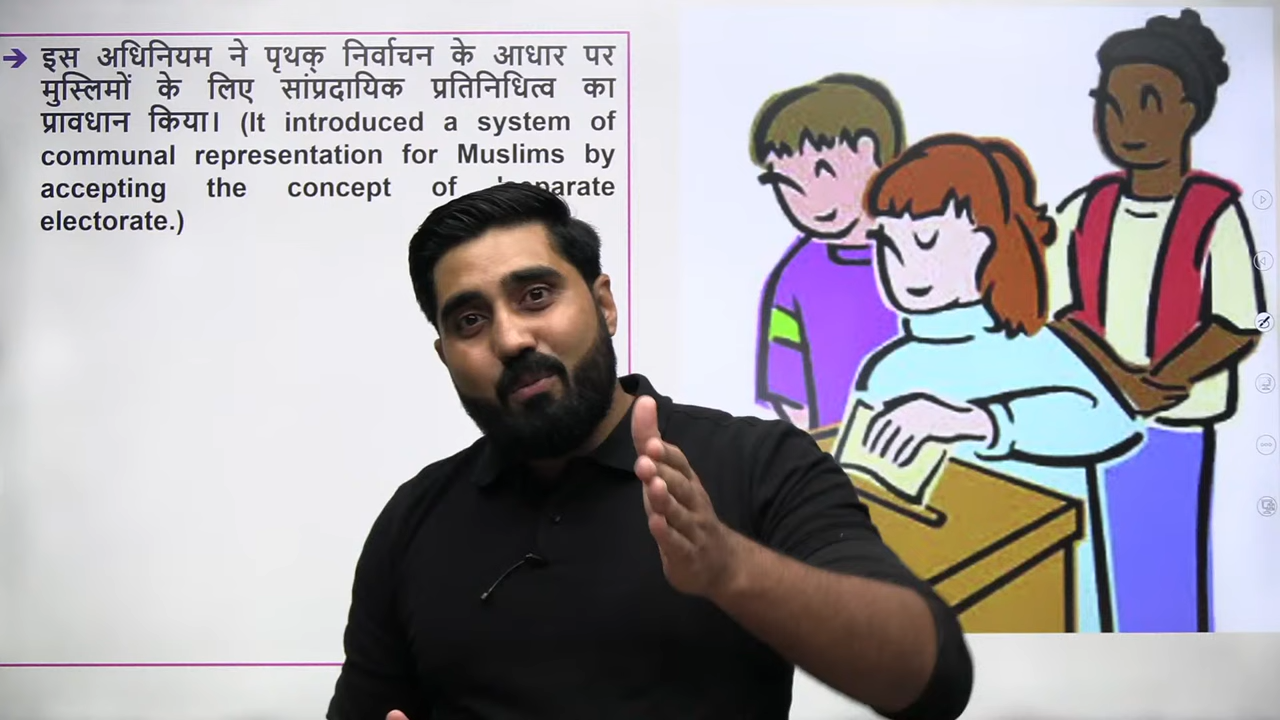 इस अधिनियम ने पृथक् निर्वाचन के आधार पर
मुस्लिमों के लिए सांप्रदायिक प्रतिनिधित्व का
प्रावधान किया। (It introduced a system of
communal representation for Muslims by
accepting the concept of 'separate
electorate.)